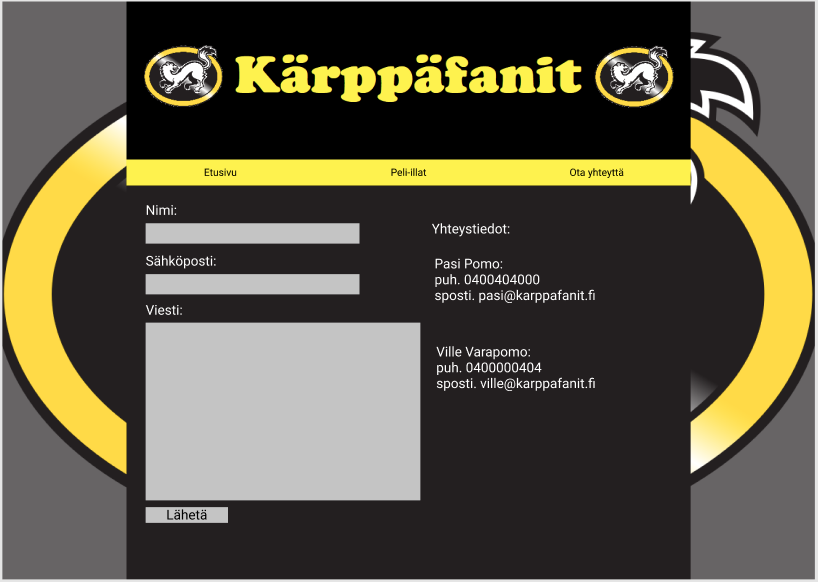 Kärppäfanit
Etusivu
Peli-illat
Ota yhteyttä
Nimi:
Sähköposti:
Viesti:
Lähetä
Yhteystiedot:
Pasi Pomo:
puh. 0400404000
sposti. pasi@karppafanit.fi
Ville Varapomo:
puh. 0400000404
sposti. ville@karppafanit.fi